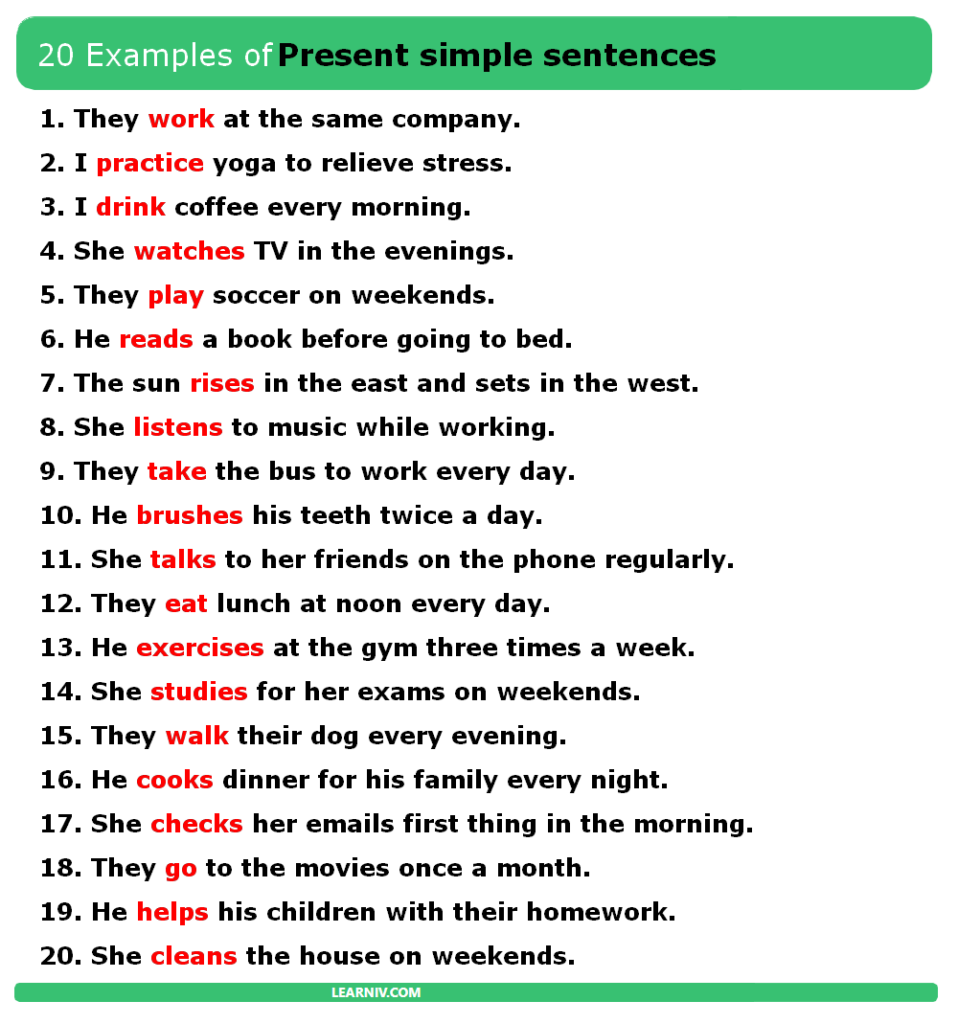 20 Examples of Present simple sentences
1. They work at the same company.
2. I practice yoga to relieve stress.
3. I drink coffee every morning.
4. She watches TV in the evenings.
5. They play soccer on weekends.
6. He reads a book before going to bed.
7. The sun rises in the east and sets in the west.
8. She listens to music while working.
9. They take the bus to work every day.
10. He brushes his teeth twice a day.
11. She talks to her friends on the phone regularly.
12. They eat lunch at noon every day.
13. He exercises at the gym three times a week.
14. She studies for her exams on weekends.
15. They walk their dog every evening.
16. He cooks dinner for his family every night.
17. She checks her emails first thing in the morning.
18. They go to the movies once a month.
19. He helps his children with their homework.
20. She cleans the house on weekends.
LEARNIV.COM